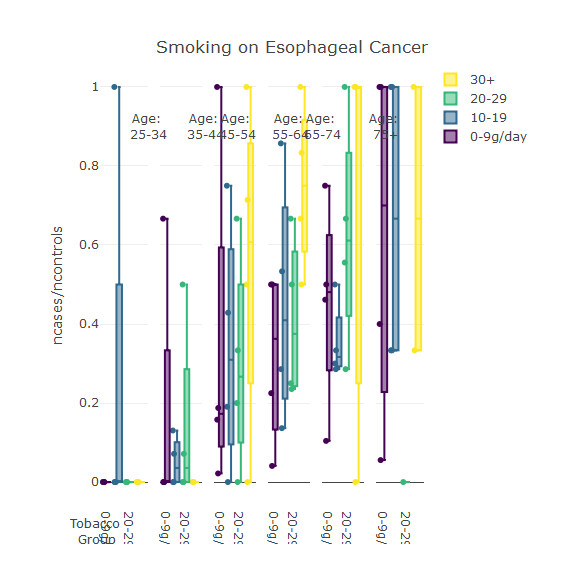 Smoking on Esophageal Cancer
30+
20-29
10-19
0-9g/day
Age: Age: Age: Age: Age: Age:
25-34 35-44 45-54 55-64 65-74 75+
1
0.8
0.6
0.4
0.2
0
ncases/ncontrols
0-9g/ 20-29 0-9g/ 20-29 0-9g/ 20-29 0-9g/ 20-29 0-9g/ 20-29 0-9g/ 20-29
Tobacco
Group